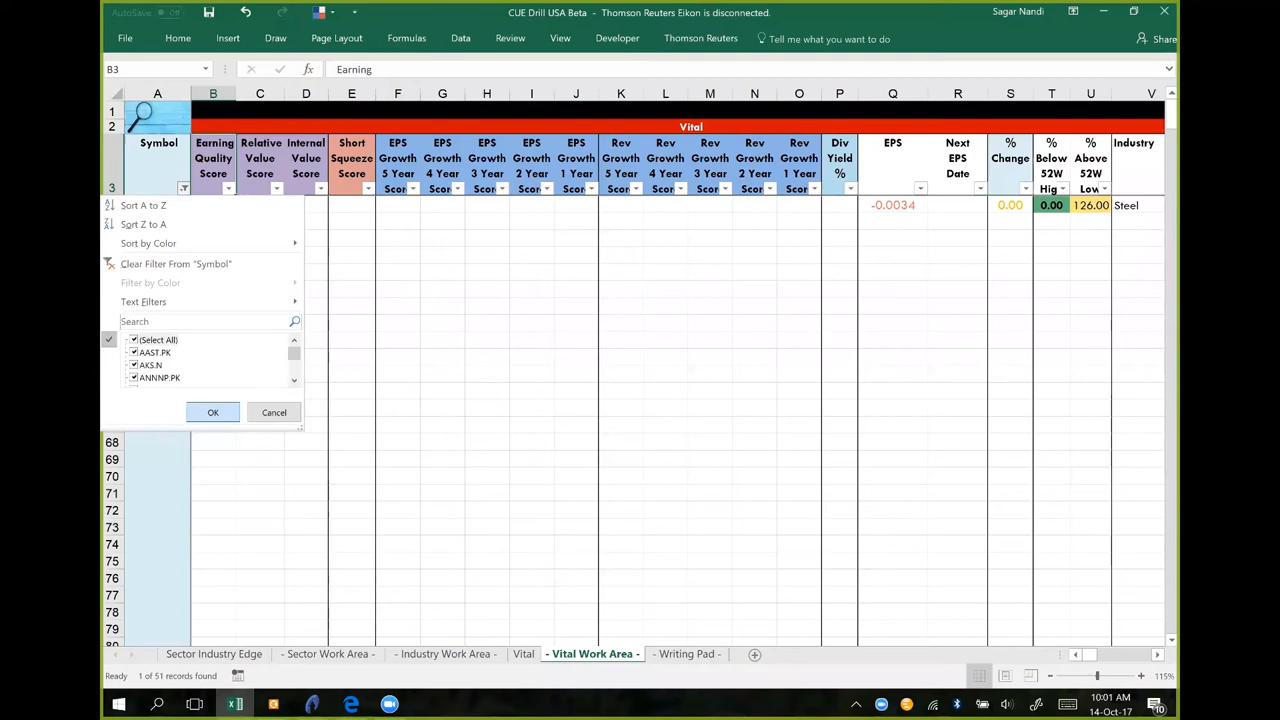 AutoSave Off
CUE Drill USA Beta - Thomson Reuters Eikon is disconnected.
Sagar Nandi
File Home Insert Draw Page Layout Formulas Data Review View Developer Thomson Reuters Tell me what you want to do Share
B3 fx Earning
A B C D E F G H I J K L M N O P Q R S T U V
1
2 Vital
Symbol Earning Relative Internal Short EPS EPS EPS EPS EPS Rev Rev Rev Rev Rev Div EPS Next % % % Industry
Quality Value Value Squeeze Growth Growth Growth Growth Growth Growth Growth Growth Growth Growth Yield EPS Change Below Above
Score Score Score Score 5 Year 4 Year 3 Year 2 Year 1 Year 5 Year 4 Year 3 Year 2 Year 1 Year % Date 52W 52W
3 Scor Scor Scor Scor Scor Scor Scor Scor Scor Scor Hig Low
Sort A to Z -0.0034 0.00 0.00 126.00 Steel
Sort Z to A
Sort by Color
Clear Filter From "Symbol"
Filter by Color
Text Filters
Search
(Select All)
AAST.PK
AKS.N
ANNNP.PK
OK Cancel
68
69
70
71
72
73
74
75
76
77
78
79
Sector Industry Edge - Sector Work Area - - Industry Work Area - Vital - Vital Work Area - - Writing Pad -
Ready 1 of 51 records found 115%
10:01 AM
14-Oct-17 10